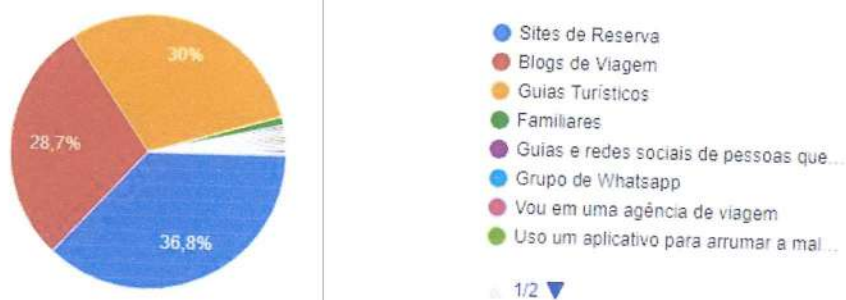 30%
28,7%
36,8%
Sites de Reserva
Blogs de Viagem
Guias Turísticos
Familiares
Guias e redes sociais de pessoas que...
Grupo de Whatsapp
Vou em uma agência de viagem
Uso um aplicativo para arrumar a mal...
1/2